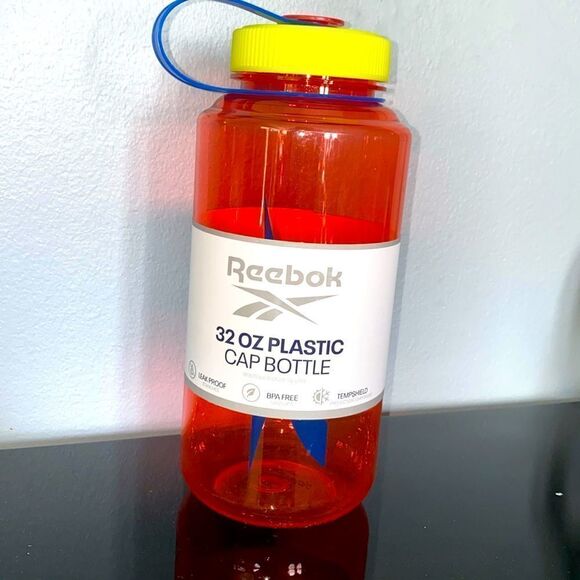 Reebok
32 OZ PLASTIC
CAP BOTTLE
LEAK PROOF
BPA FREE
TEMPSHIELD